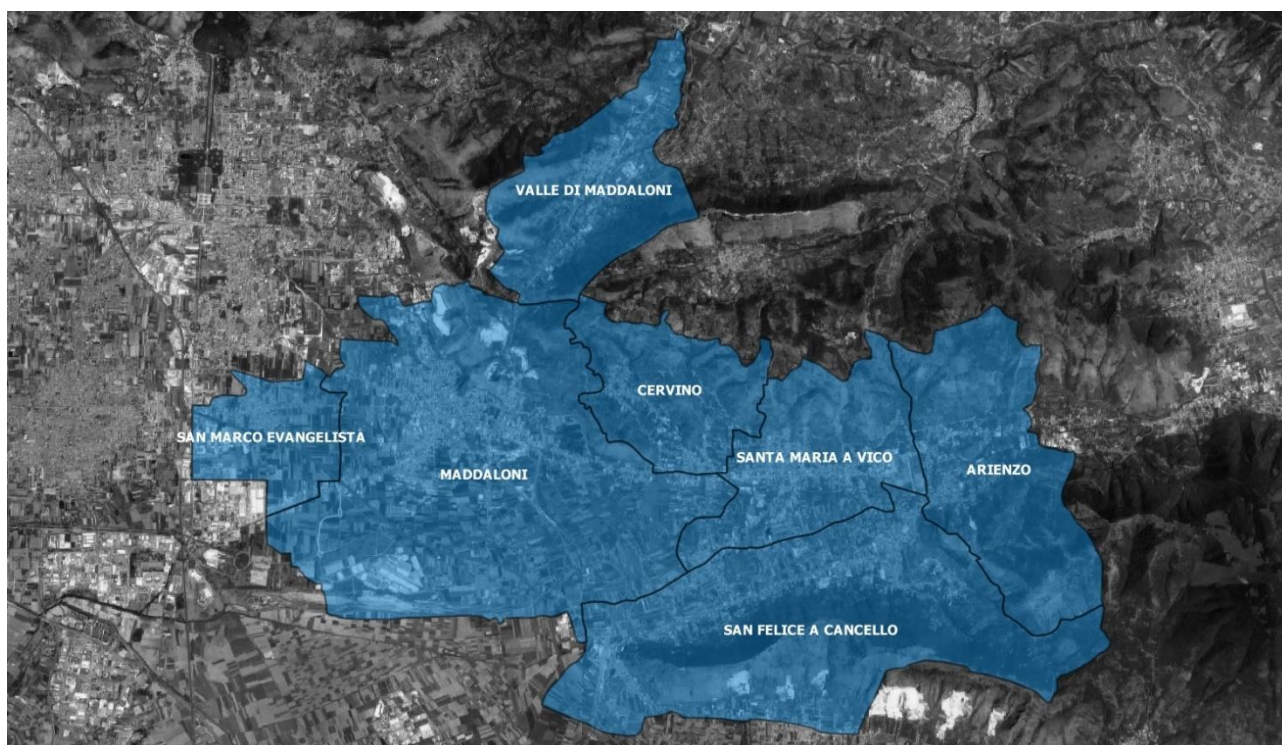 VALLE DI MADDALONI
CERVINO
SAN MARCO EVANGELISTA
SANTA MARIA A VICO
MADDALONI
ARIENZO
SAN FELICE A CANCELLO